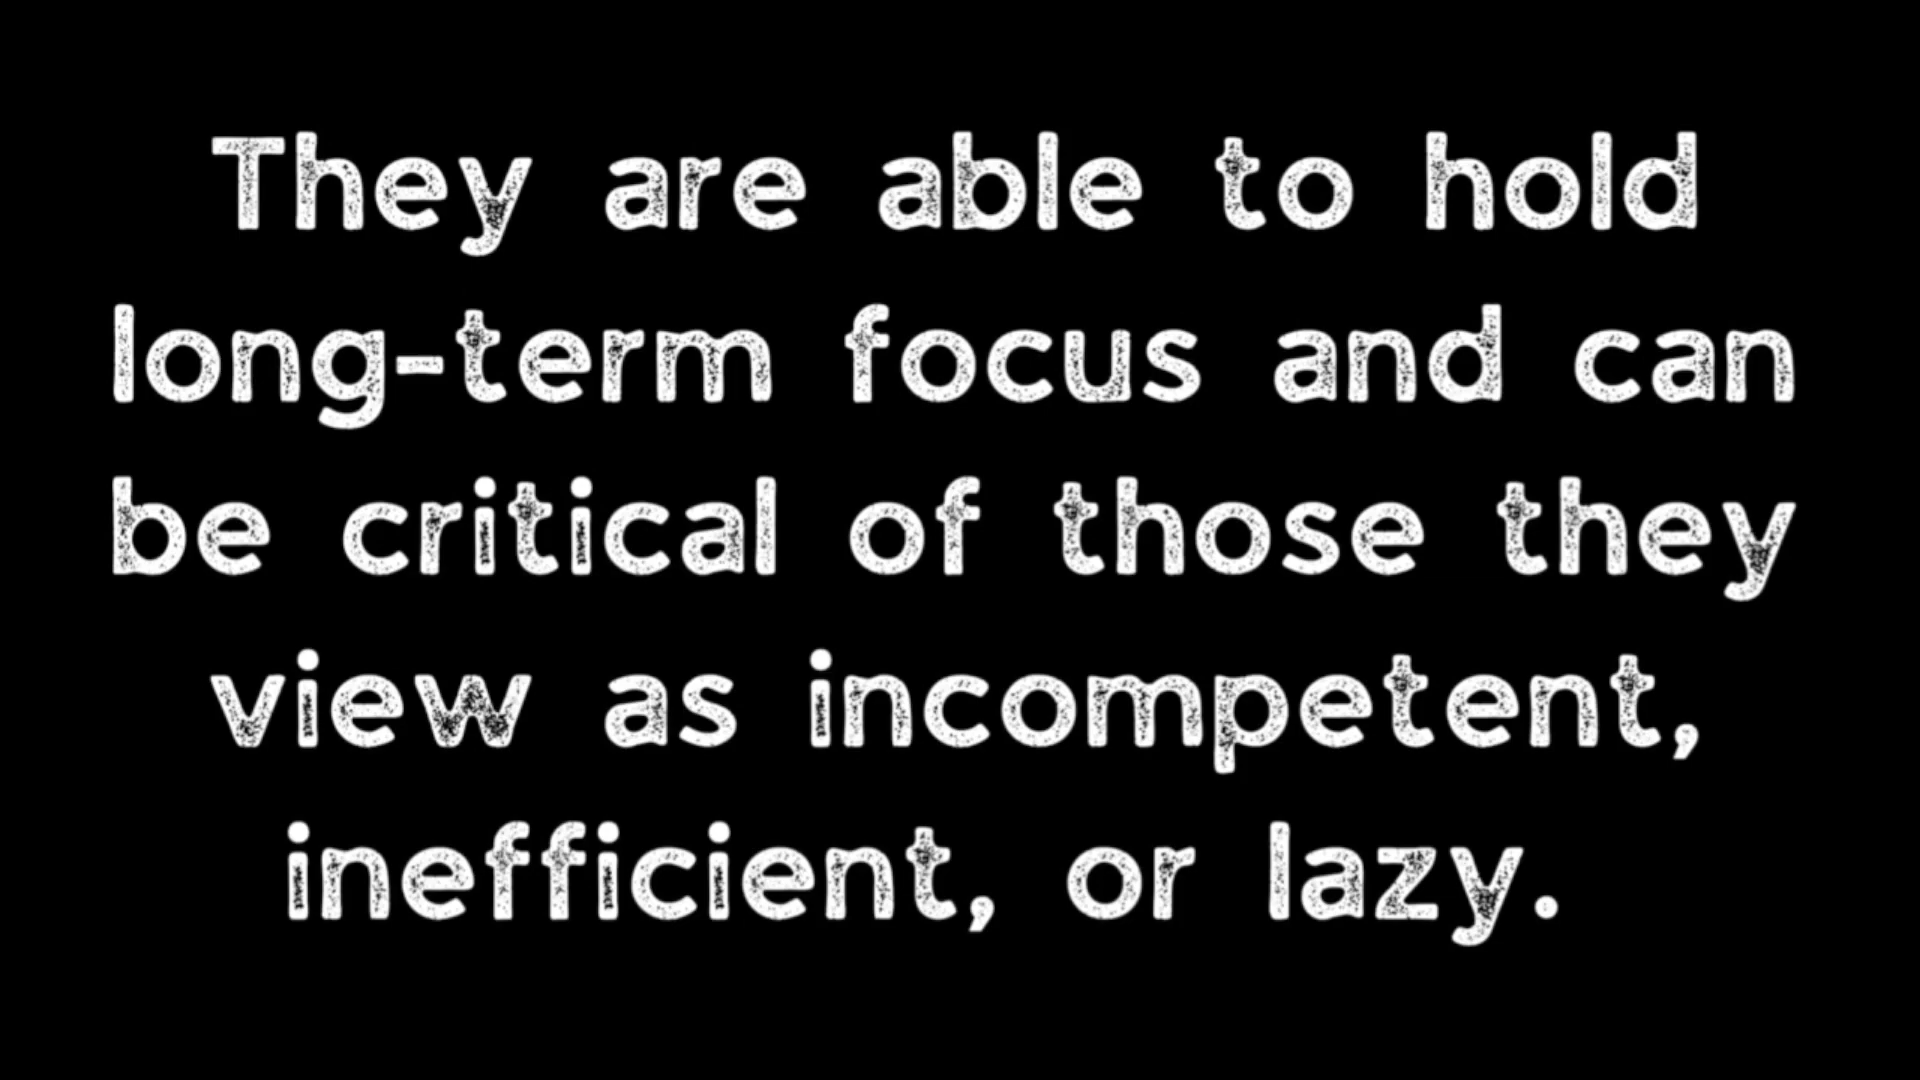 They are able to hold
long-term focus and can
be critical of those they
view as incompetent,
inefficient, or lazy.